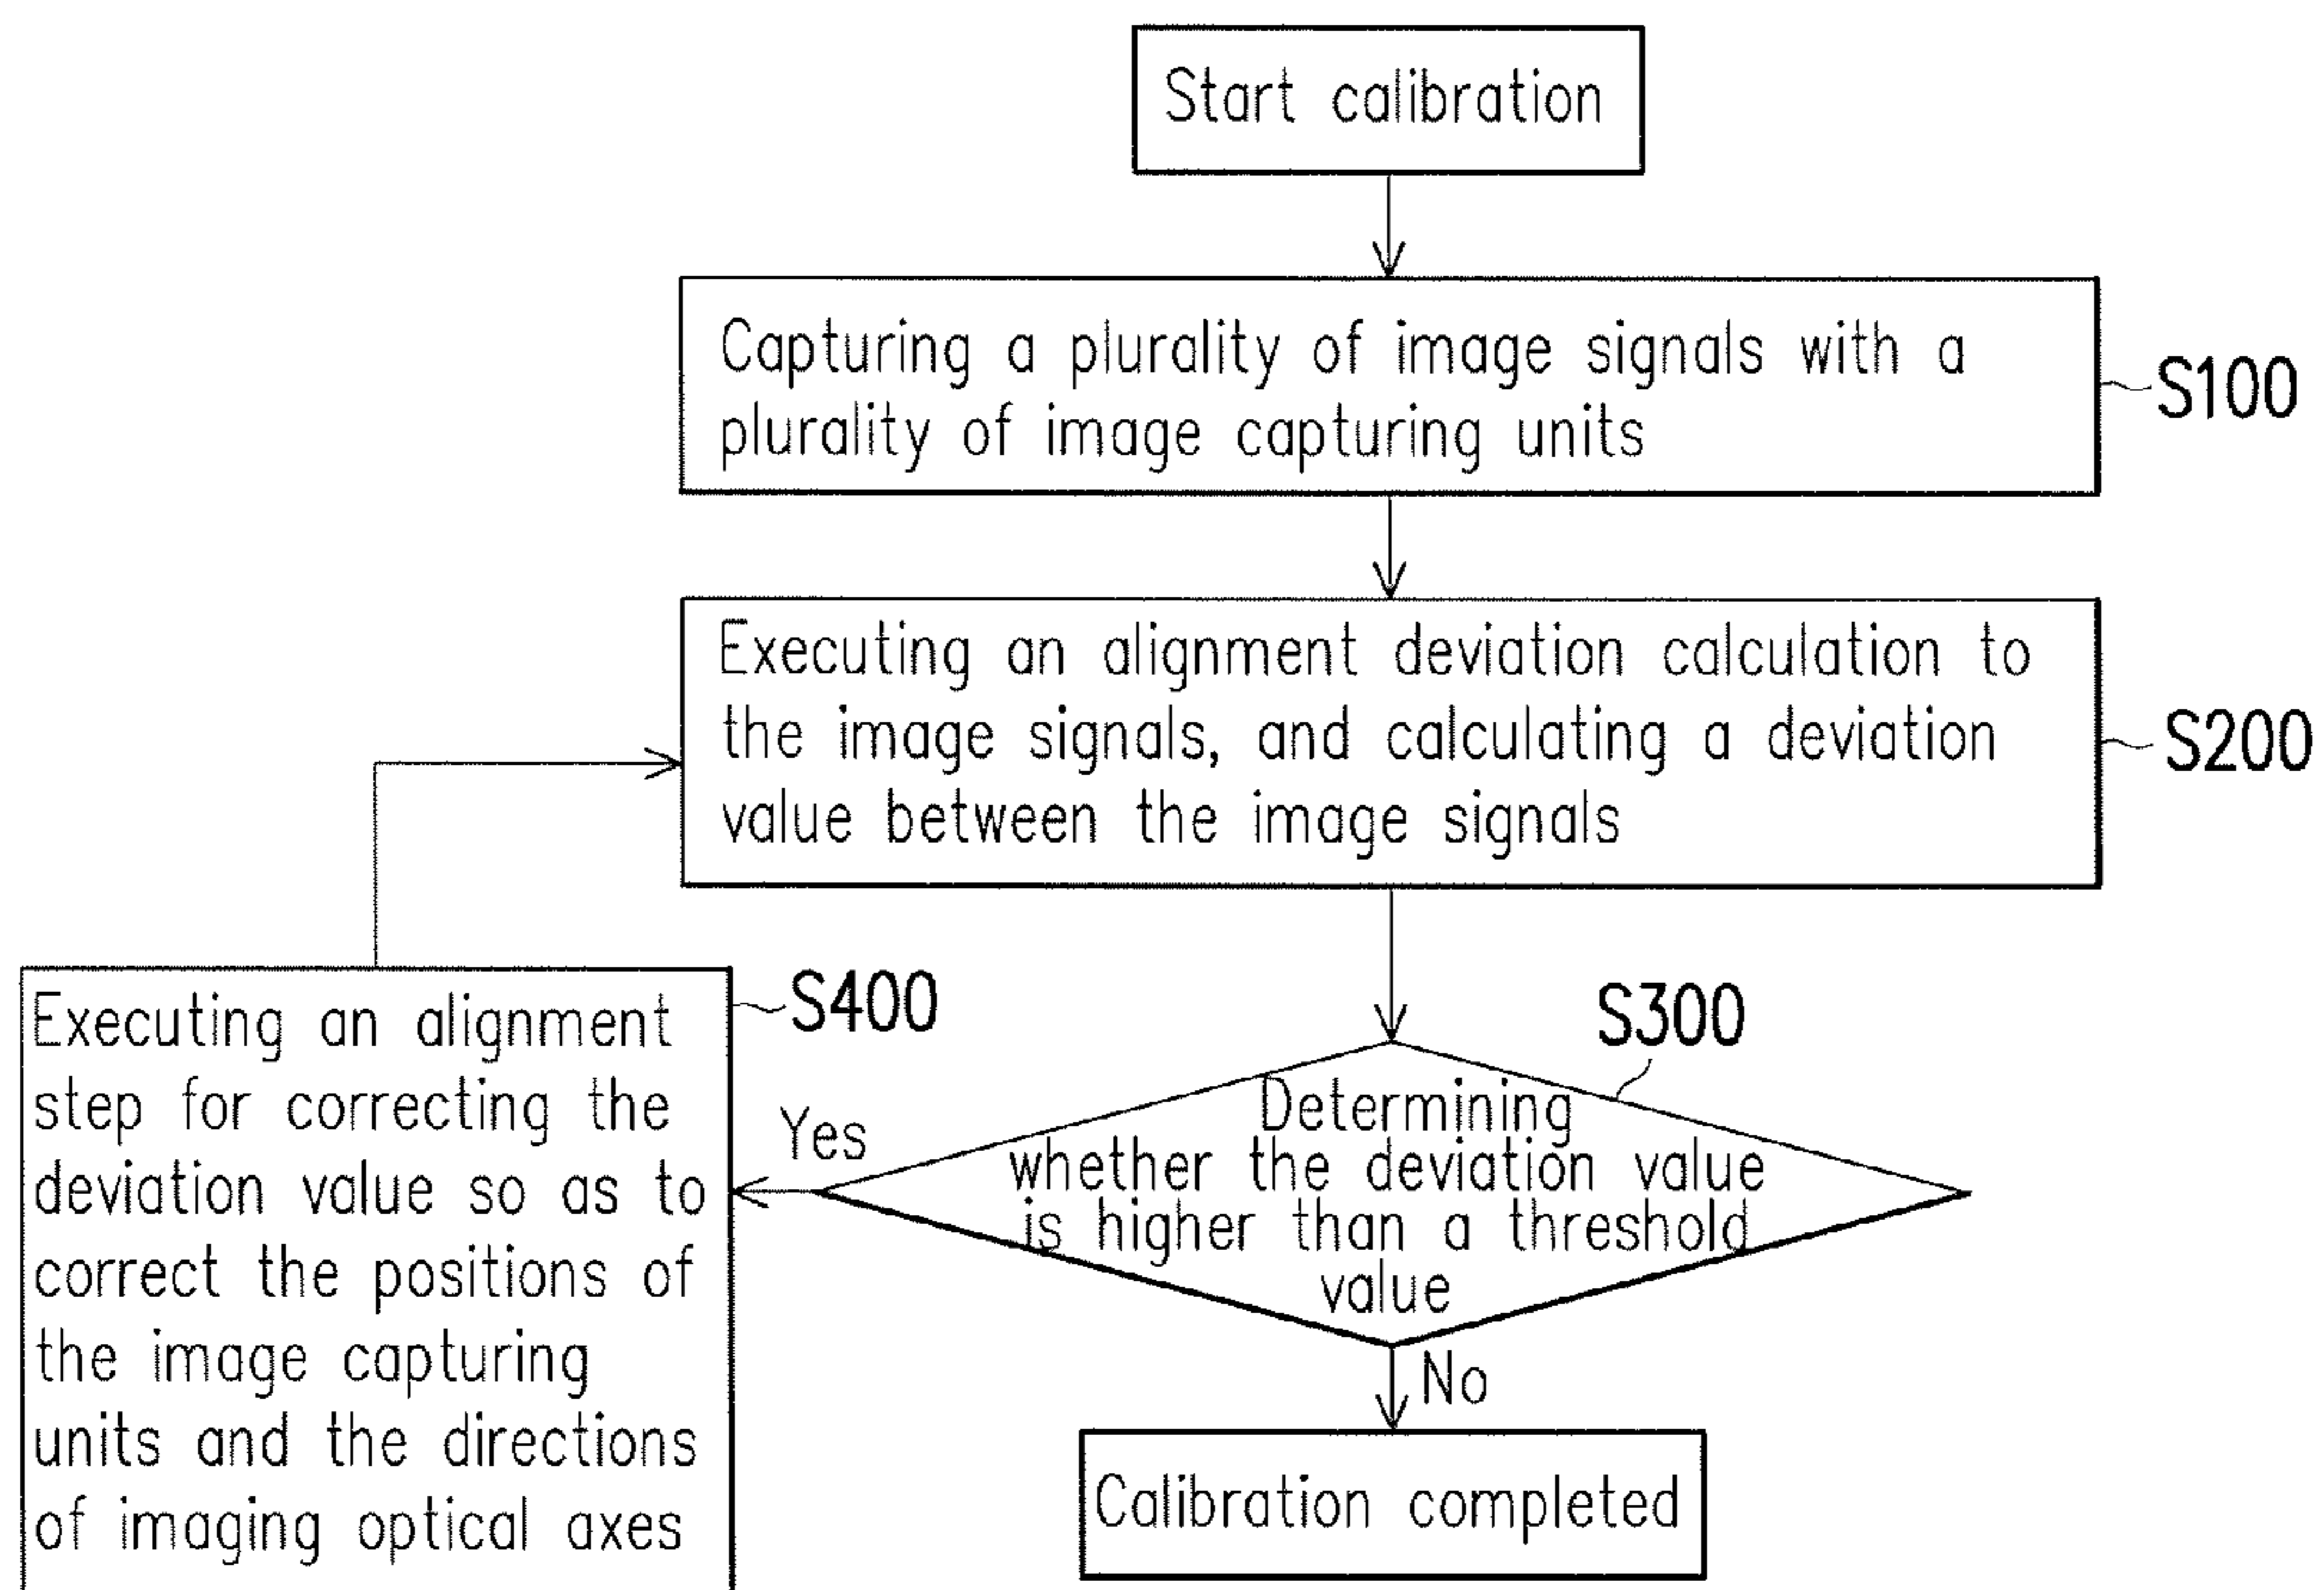 Start calibration
Capturing a plurality of image signals with a
plurality of image capturing units
S100
Executing an alignment deviation calculation to
the image signals, and calculating a deviation
value between the image signals
S200
S300
Determining
whether the deviation value
is higher than a threshold
value
Yes
S400
Executing an alignment
step for correcting the
deviation value so as to
correct the positions of
the image capturing
units and the directions
of imaging optical axes
No
Calibration completed